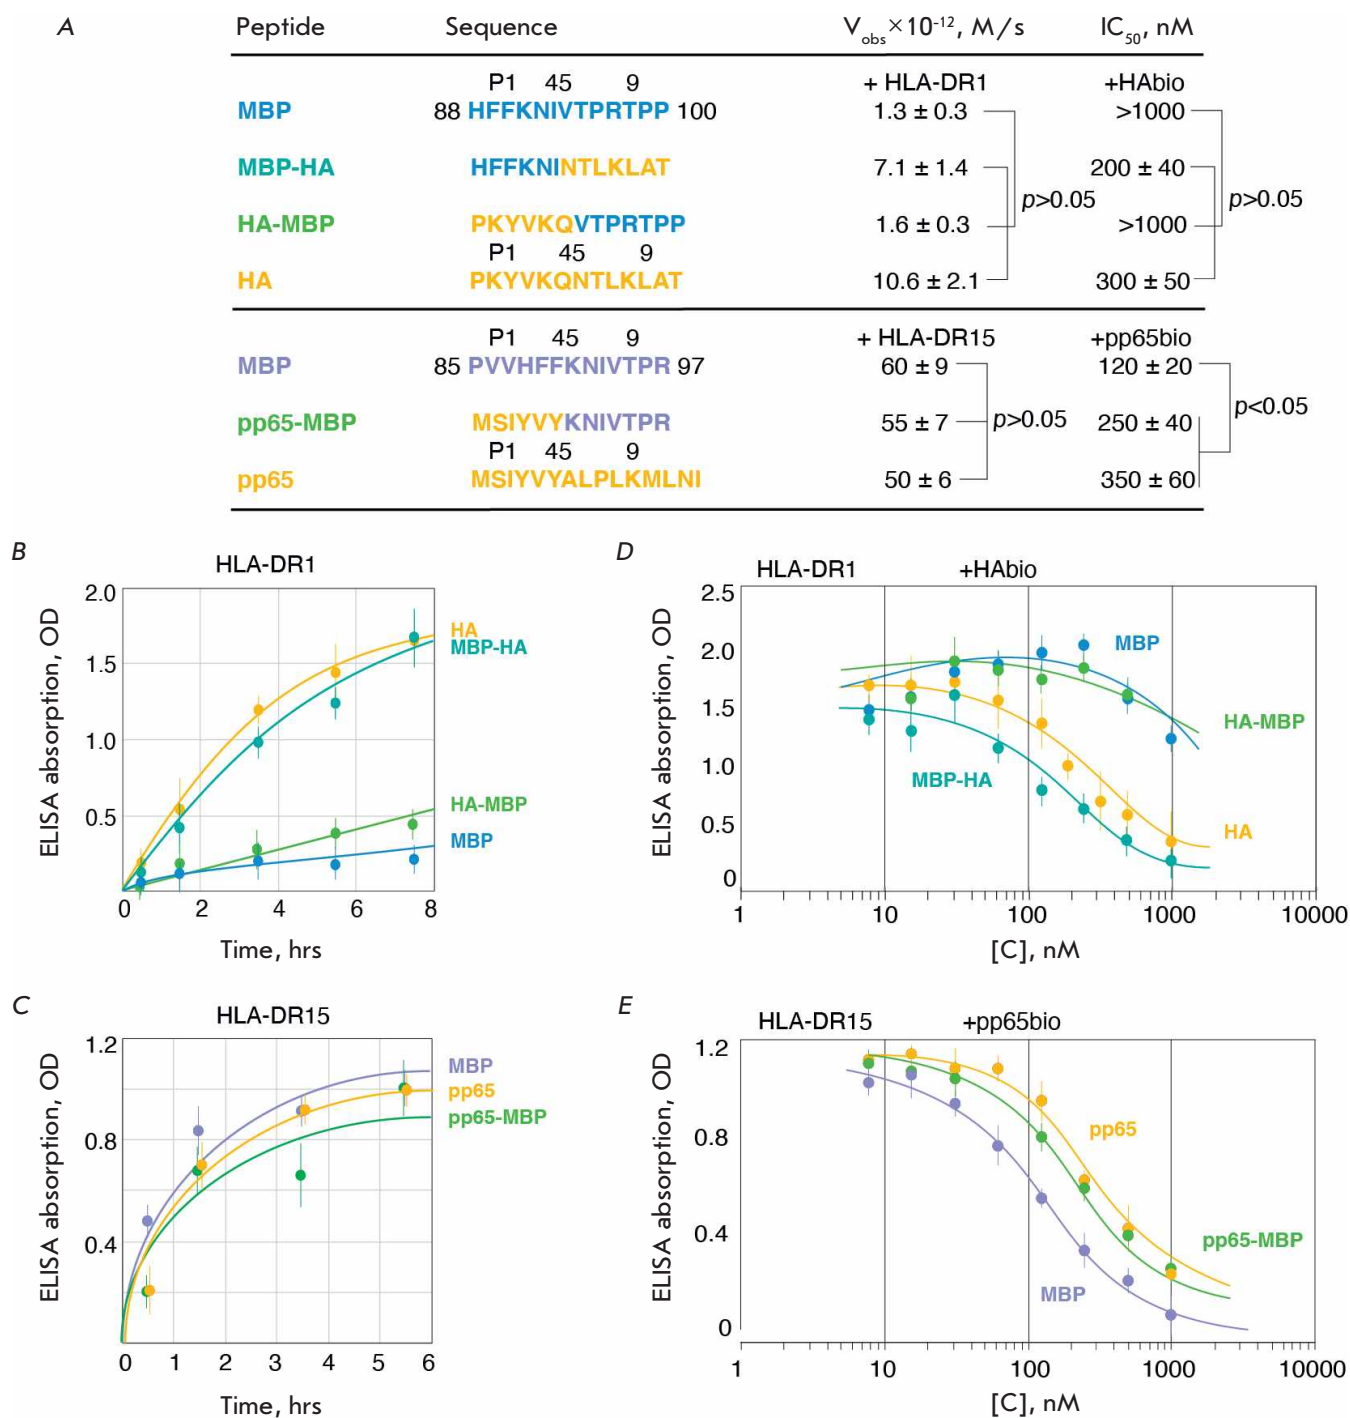 A Peptide Sequence V_obs × 10^-12, M/s IC_50, nM
P1 45 9 + HLA-DR1 +HAbio
MBP 88 HFFKNIVTPRTPP 100 1.3 ± 0.3 >1000
MBP-HA HFFKNINTLKLAT 7.1 ± 1.4 200 ± 40
p>0.05 p>0.05
HA-MBP PKYVKQVTPRTPP 1.6 ± 0.3 >1000
P1 45 9
HA PKYVKQNTLKLAT 10.6 ± 2.1 300 ± 50
P1 45 9 + HLA-DR15 +pp65bio
MBP 85 PVVHFFKNIVTPR 97 60 ± 9 120 ± 20
p<0.05
pp65-MBP MSIYVYKNIVTPR 55 ± 7 p>0.05 250 ± 40
P1 45 9
pp65 MSIYVYALPLKMLNI 50 ± 6 350 ± 60
B
HLA-DR1
ELISA absorption, OD
2.0
1.5
1.0
0.5
0 2 4 6 8
Time, hrs
HA
MBP-HA
HA-MBP
MBP
D
HLA-DR1 +HAbio
ELISA absorption, OD
2.5
2.0
1.5
1.0
0.5
0
1 10 100 1000 10000
[C], nM
MBP
HA-MBP
MBP-HA
HA
C
HLA-DR15
ELISA absorption, OD
1.2
0.8
0.4
0 1 2 3 4 5 6
Time, hrs
MBP
pp65
pp65-MBP
E
HLA-DR15 +pp65bio
ELISA absorption, OD
1.2
0.8
0.4
0
1 10 100 1000 10000
[C], nM
pp65
pp65-MBP
MBP